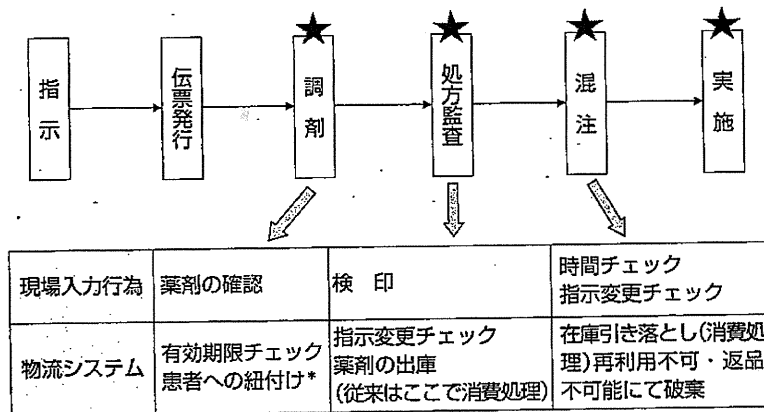 指示
伝票発行
調剤
処方監査
混注
実施
現場入力行為
薬剤の確認
検 印
時間チェック
指示変更チェック
物流システム
有効期限チェック
患者への紐付け*
指示変更チェック
薬剤の出庫
(従来はここで消費処理)
在庫引き落とし(消費処
理)再利用不可・返品
不可能にて破棄